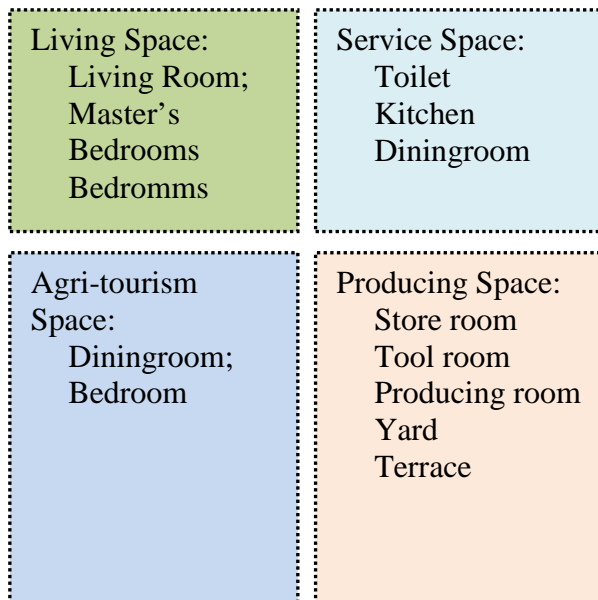 Living Space:
Living Room;
Master’s
Bedrooms
Bedromms
Service Space:
Toilet
Kitchen
Diningroom
Agri-tourism
Space:
Diningroom;
Bedroom
Producing Space:
Store room
Tool room
Producing room
Yard
Terrace